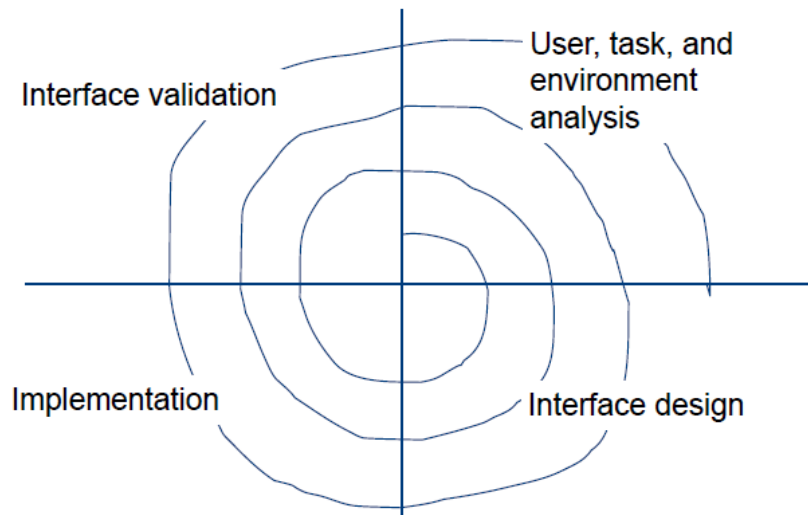 User, task, and
environment
analysis
Interface validation
Implementation
Interface design